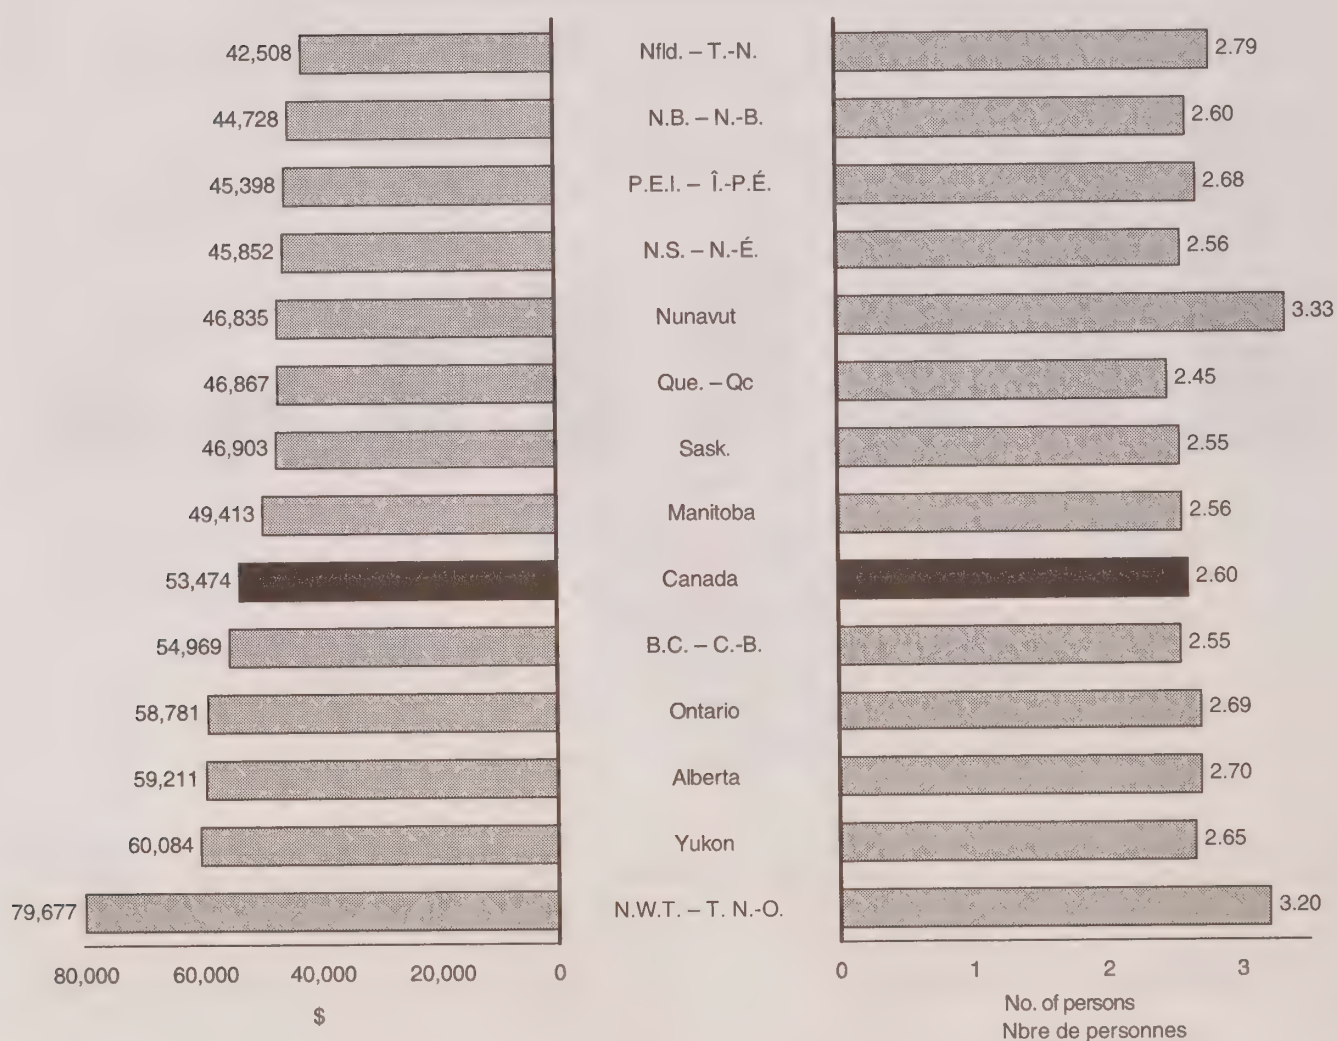 42,508 Nfld. – T.-N. 2.79
44,728 N.B. – N.-B. 2.60
45,398 P.E.I. – Î.-P.É. 2.68
45,852 N.S. – N.-É. 2.56
46,835 Nunavut 3.33
46,867 Que. – Qc 2.45
46,903 Sask. 2.55
49,413 Manitoba 2.56
53,474 Canada 2.60
54,969 B.C. – C.-B. 2.55
58,781 Ontario 2.69
59,211 Alberta 2.70
60,084 Yukon 2.65
79,677 N.W.T. – T. N.-O. 3.20
80,000 60,000 40,000 20,000 0 0 1 2 3
$ No. of persons
Nbre de personnes